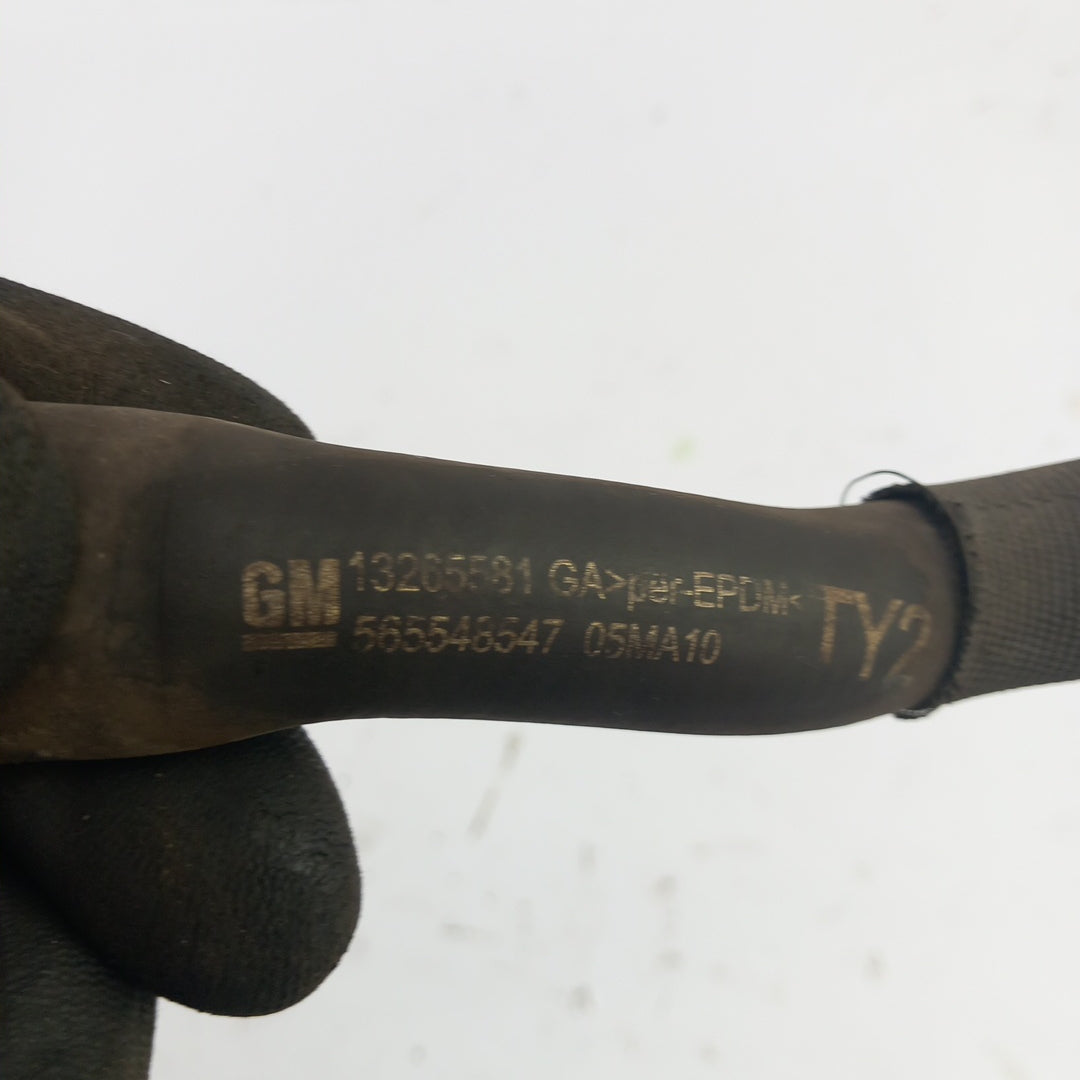 GM 13265581 GA>per-EPDM< TY2
565548547 05MA10